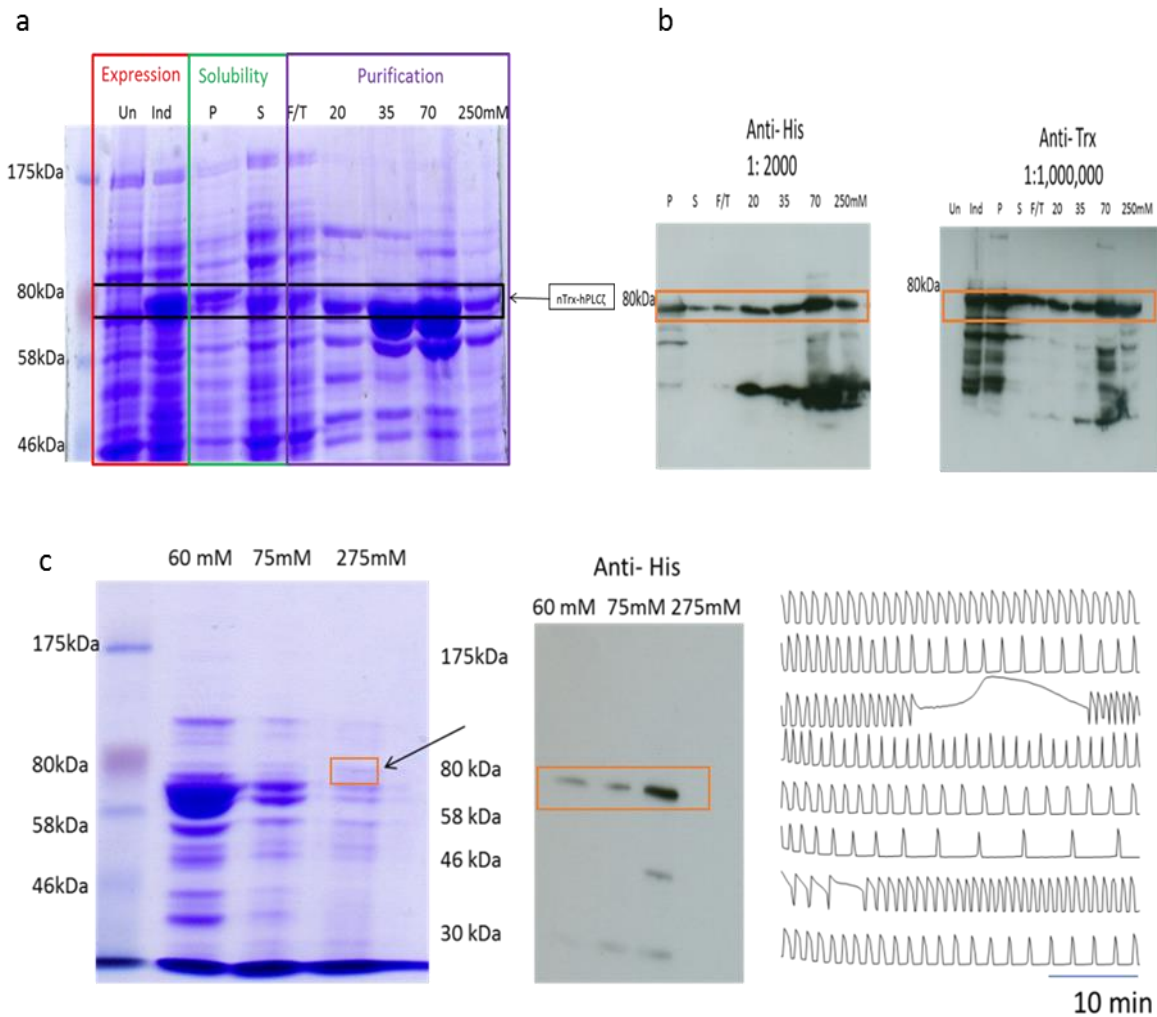 a
Expression Solubility Purification
Un Ind P S F/T 20 35 70 250mM
175kDa
80kDa
58kDa
46kDa
nTrx-hPLCζ
b
Anti-His
1: 2000
P S F/T 20 35 70 250mM
80kDa
Anti-Trx
1:1,000,000
Un Ind P S F/T 20 35 70 250mM
80kDa
c
60 mM 75mM 275mM
175kDa
80kDa
58kDa
46kDa
Anti- His
60 mM 75mM 275mM
175kDa
80 kDa
58 kDa
46 kDa
30 kDa
10 min